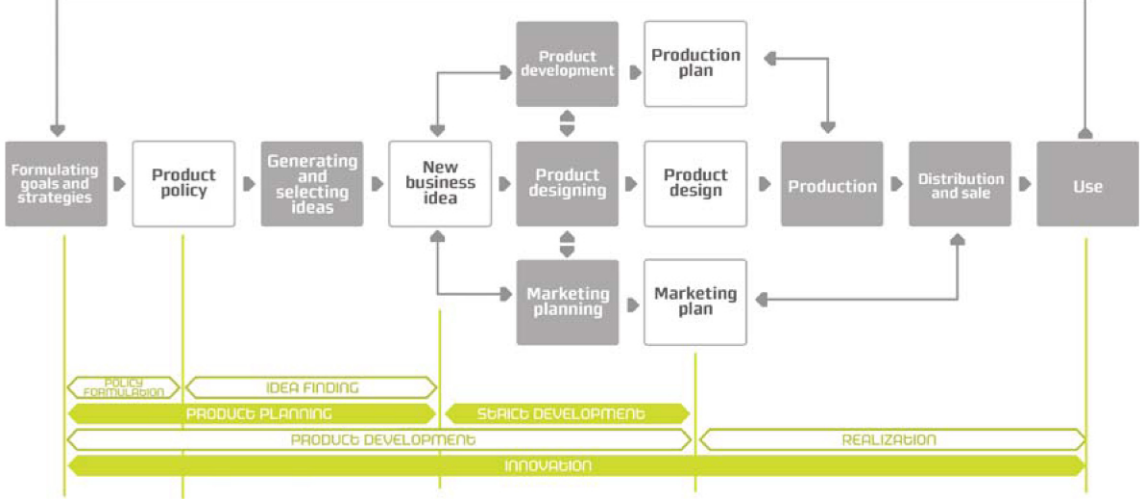 Product
development
Production
plan
Formulating
goals and
strategies
Product
policy
Generating
and
selecting
ideas
New
business
idea
Product
designing
Product
design
Production
Distribution
and sale
Use
Marketing
planning
Marketing
plan
POLICY
FORMULATION
IDEA FINDING
PRODUCT PLANNING
STRICT DEVELOPMENT
PRODUCT DEVELOPMENT
REALIZATION
INNOVATION